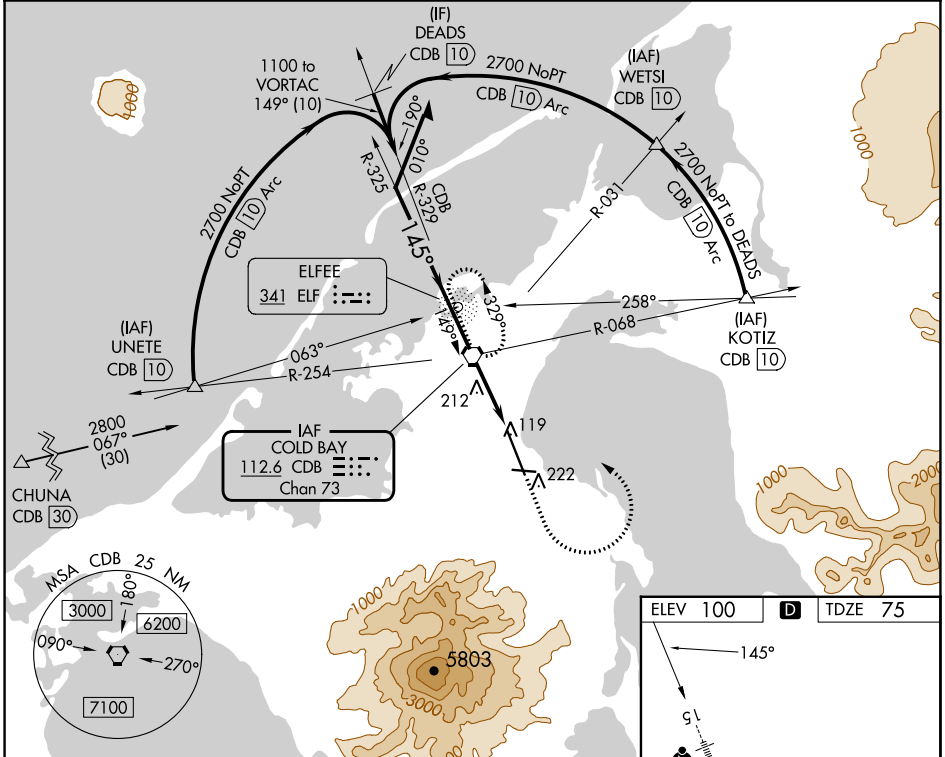 (IF)
DEADS
CDB 10
1100 to
VORTAC
149° (10)
2700 NoPT
CDB 10 Arc
(IAF)
WETSI
CDB 10
1000
190°
010°
R-325
CDB
R-329
2700 NoPT
CDB 10 Arc
R-031
2700 NoPT to DEADS
CDB 10 Arc
1000
145°
ELFEE
341 ELF
329°
149°
258°
R-068
(IAF)
KOTIZ
CDB 10
(IAF)
UNETE
CDB 10
063°
R-254
212
119
222
2800
067°
(30)
CHUNA
CDB 30
IAF
COLD BAY
112.6 CDB
Chan 73
1000
2000
MSA CDB 25 NM
3000
180°
6200
090°
270°
7100
1000
5803
3000
1000
ELEV 100
D
TDZE 75
145°
15